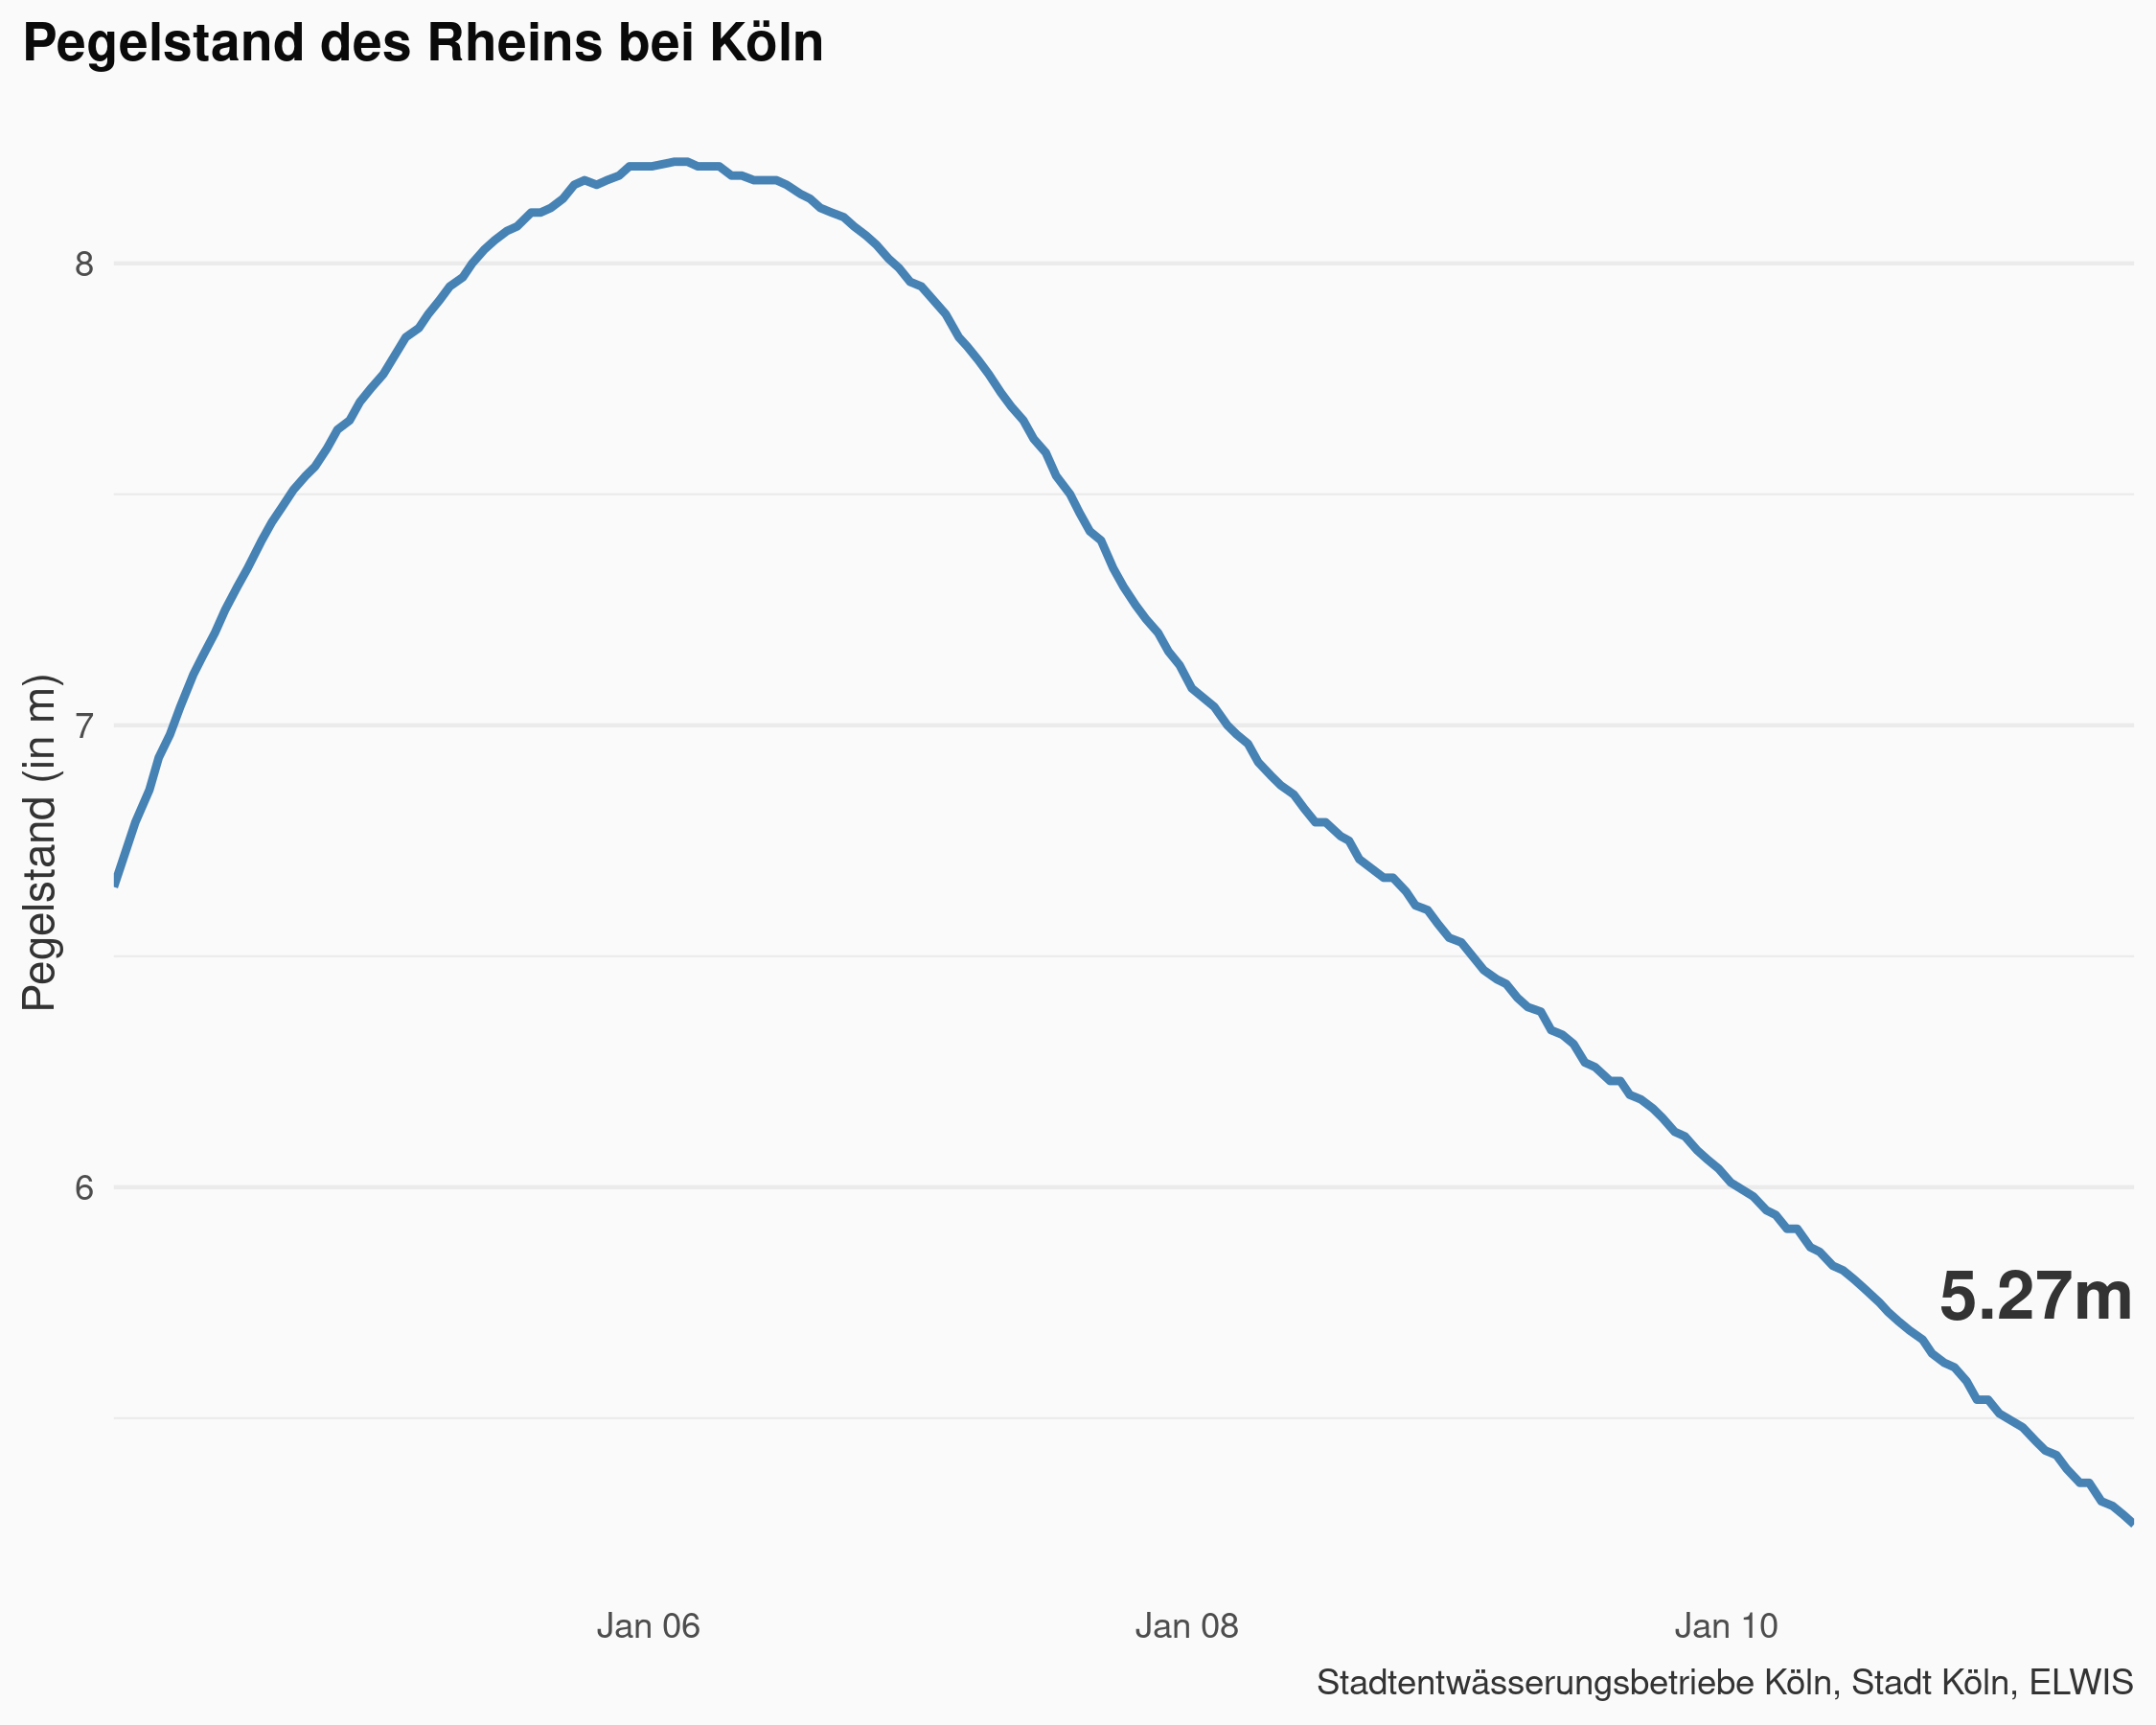 Pegelstand des Rheins bei Köln
Pegelstand (in m)
8
7
6
5.27m
Jan 06
Jan 08
Jan 10
Stadtentwässerungsbetriebe Köln, Stadt Köln, ELWIS